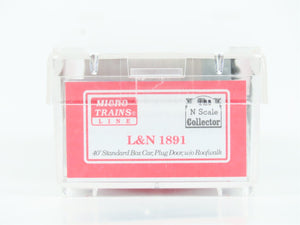 MICRO
TRAINS®
LINE
N Scale
Collector
L&N 1891
40' Standard Box Car, Plug Door, w/o Roofwalk